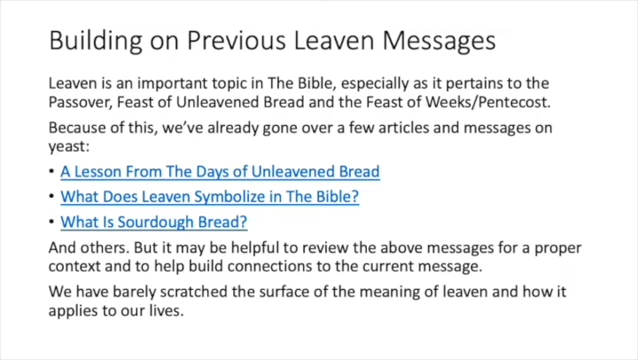 Building on Previous Leaven Messages
Leaven is an important topic in The Bible, especially as it pertains to the
Passover, Feast of Unleavened Bread and the Feast of Weeks/Pentecost.
Because of this, we’ve already gone over a few articles and messages on
yeast:
• A Lesson From The Days of Unleavened Bread
• What Does Leaven Symbolize in The Bible?
• What Is Sourdough Bread?
And others. But it may be helpful to review the above messages for a proper
context and to help build connections to the current message.
We have barely scratched the surface of the meaning of leaven and how it
applies to our lives.